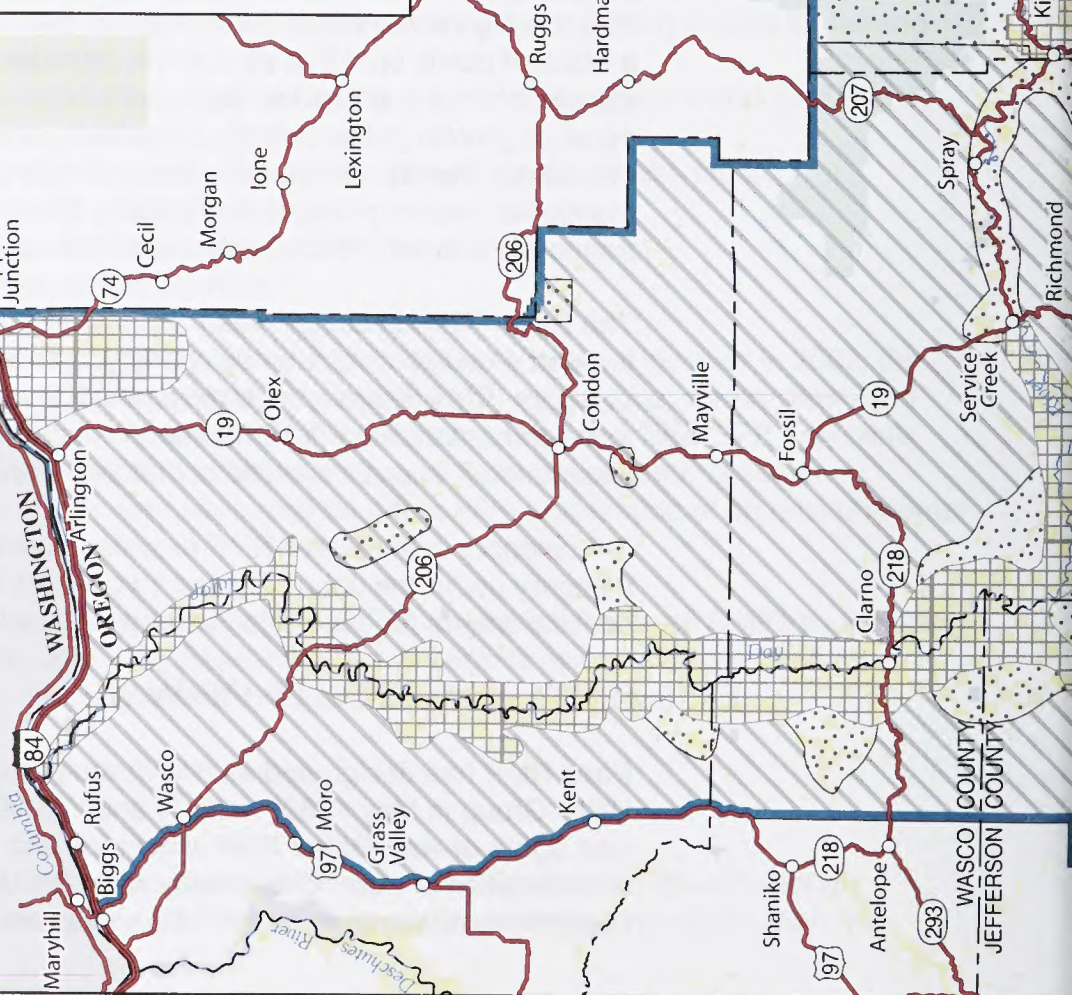 Junction
74
Cecil
Morgan
Ione
Lexington
Ruggs
206
207
Spray
Richmond
Service
Creek
19
Olex
19
Condon
Mayville
Fossil
WASHINGTON
OREGON
Arlington
206
218
Clarno
Day
John
84
Columbia
Rufus
Biggs
Maryhill
Wasco
Moro
97
Grass
Valley
Kent
Deschutes
River
Shaniko
218
Antelope
293
97
WASCO COUNTY
JEFFERSON COUNTY